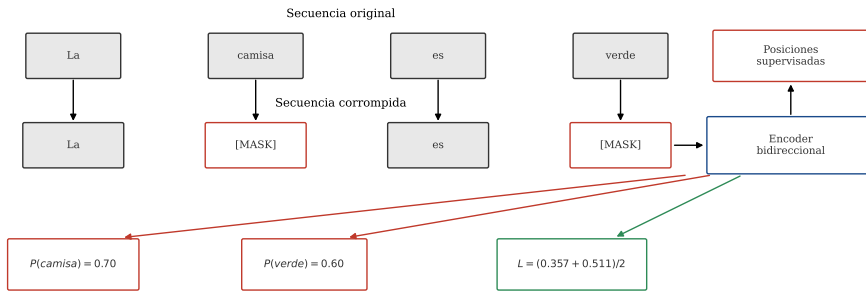 Secuencia original
La
camisa
es
verde
Posiciones
supervisadas
Secuencia corrompida
La
[MASK]
es
[MASK]
Encoder
bidireccional
P(camisa) = 0.70
P(verde) = 0.60
L = (0.357 + 0.511)/2